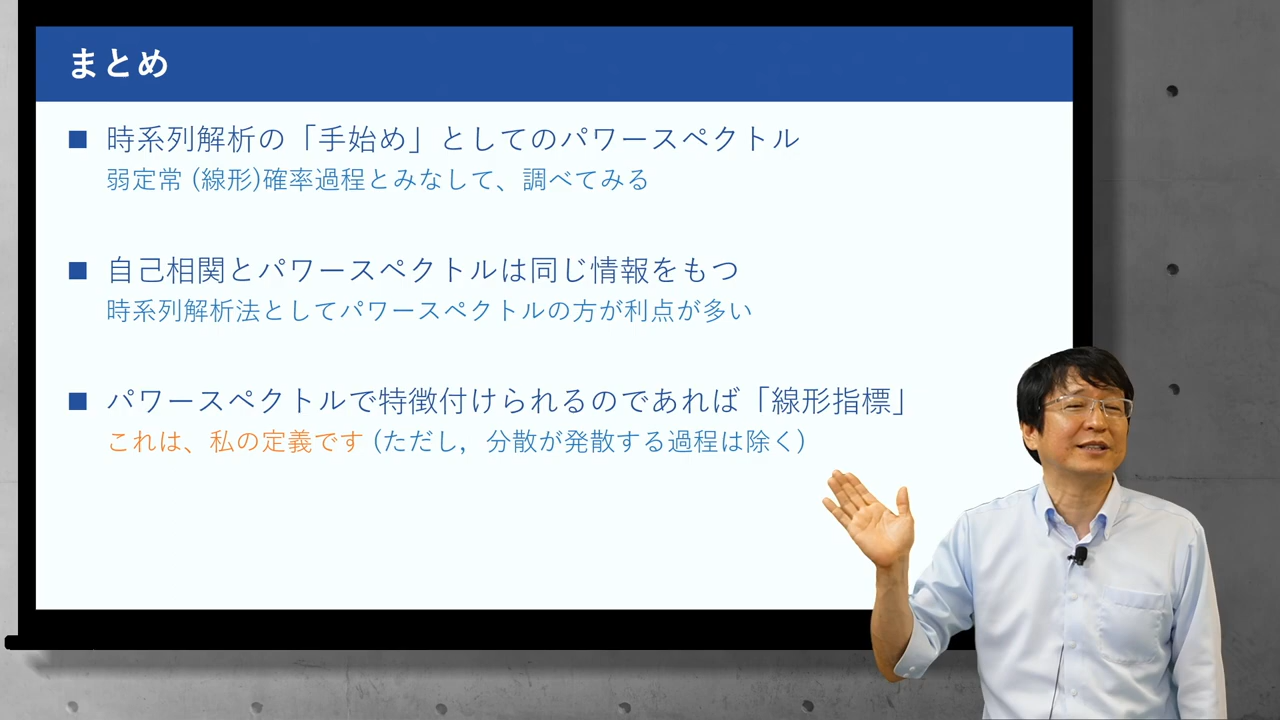 まとめ
■ 時系列解析の「手始め」としてのパワースペクトル
弱定常 (線形)確率過程とみなして、調べてみる
■ 自己相関とパワースペクトルは同じ情報をもつ
時系列解析法としてパワースペクトルの方が利点が多い
■ パワースペクトルで特徴付けられるのであれば「線形指標」
これは、私の定義です (ただし，分散が発散する過程は除く)